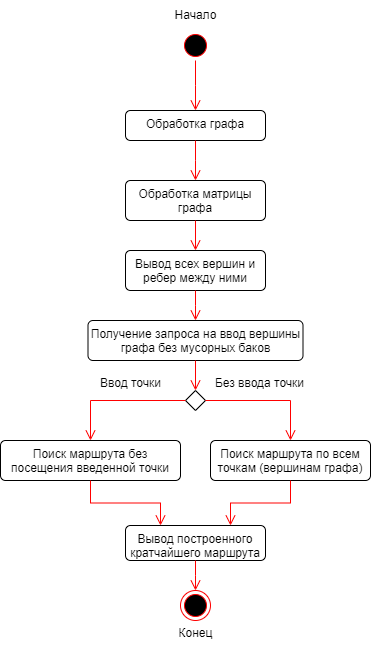 Начало
Обработка графа
Обработка матрицы
графа
Вывод всех вершин и
ребер между ними
Получение запроса на ввод вершины
графа без мусорных баков
Ввод точки
Без ввода точки
Поиск маршрута без
посещения введенной точки
Поиск маршрута по всем
точкам (вершинам графа)
Вывод построенного
кратчайшего маршрута
Конец